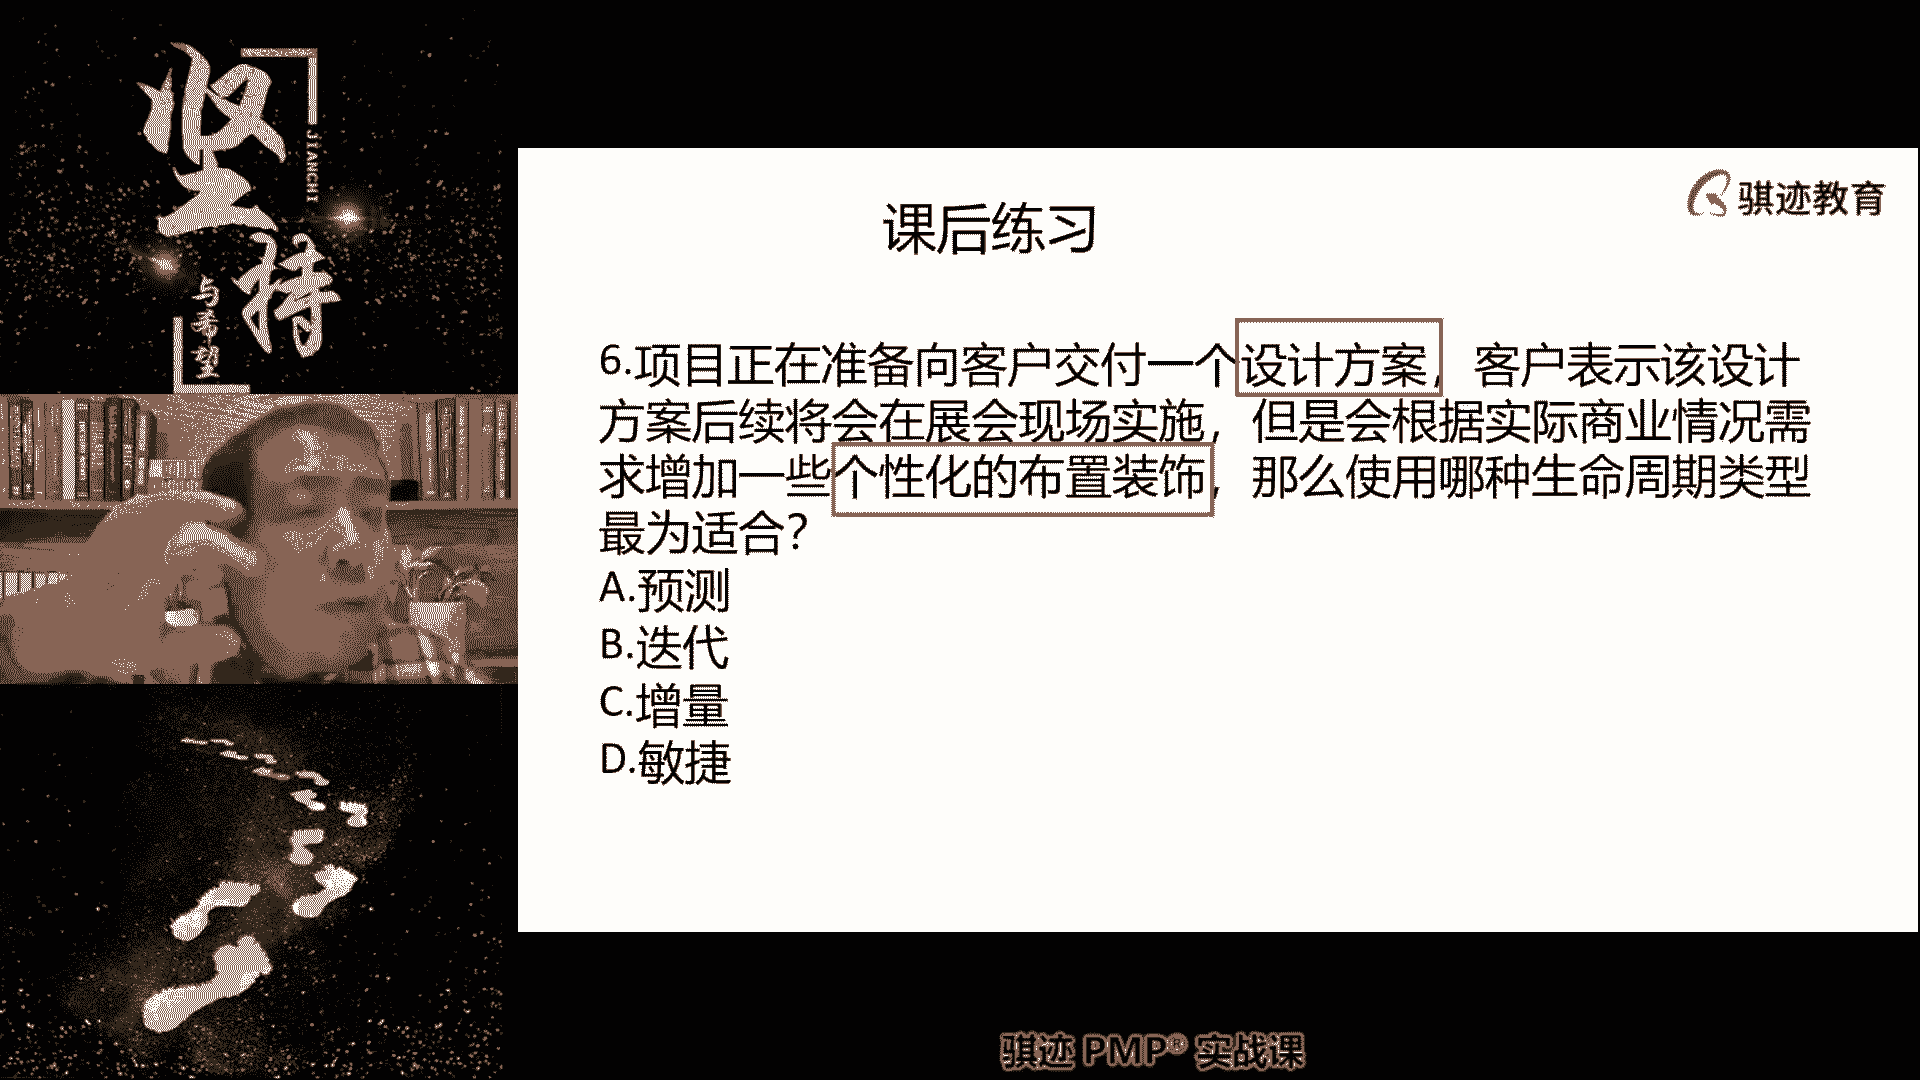 坚持
JIANCHI
与希望
骐迹教育
课后练习
6.项目正在准备向客户交付一个设计方案，客户表示该设计
方案后续将会在展会现场实施，但是会根据实际商业情况需
求增加一些个性化的布置装饰，那么使用哪种生命周期类型
最为适合？
A.预测
B.迭代
C.增量
D.敏捷
骐迹 PMP® 实战课